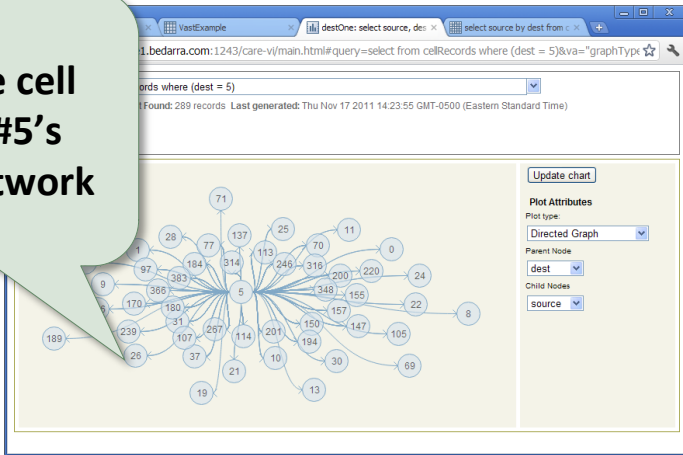 VastExample
destOne: select source, des
select source by dest from c
1.bedarra.com:1243/care-vi/main.html#query=select from cellRecords where (dest = 5)&va="graphType
e cell
#5's
twork
ords where (dest = 5)
Found: 289 records Last generated: Thu Nov 17 2011 14:23:55 GMT-0500 (Eastern Standard Time)
Update chart
Plot Attributes
Plot type:
Directed Graph
Parent Node
dest
Child Nodes
source
71
28
77
137
25
11
1
184
314
113
246
70
316
0
97
383
200
220
24
9
366
5
348
155
22
170
180
157
8
31
150
147
189
239
107
267
114
201
194
105
26
37
21
10
30
69
19
13